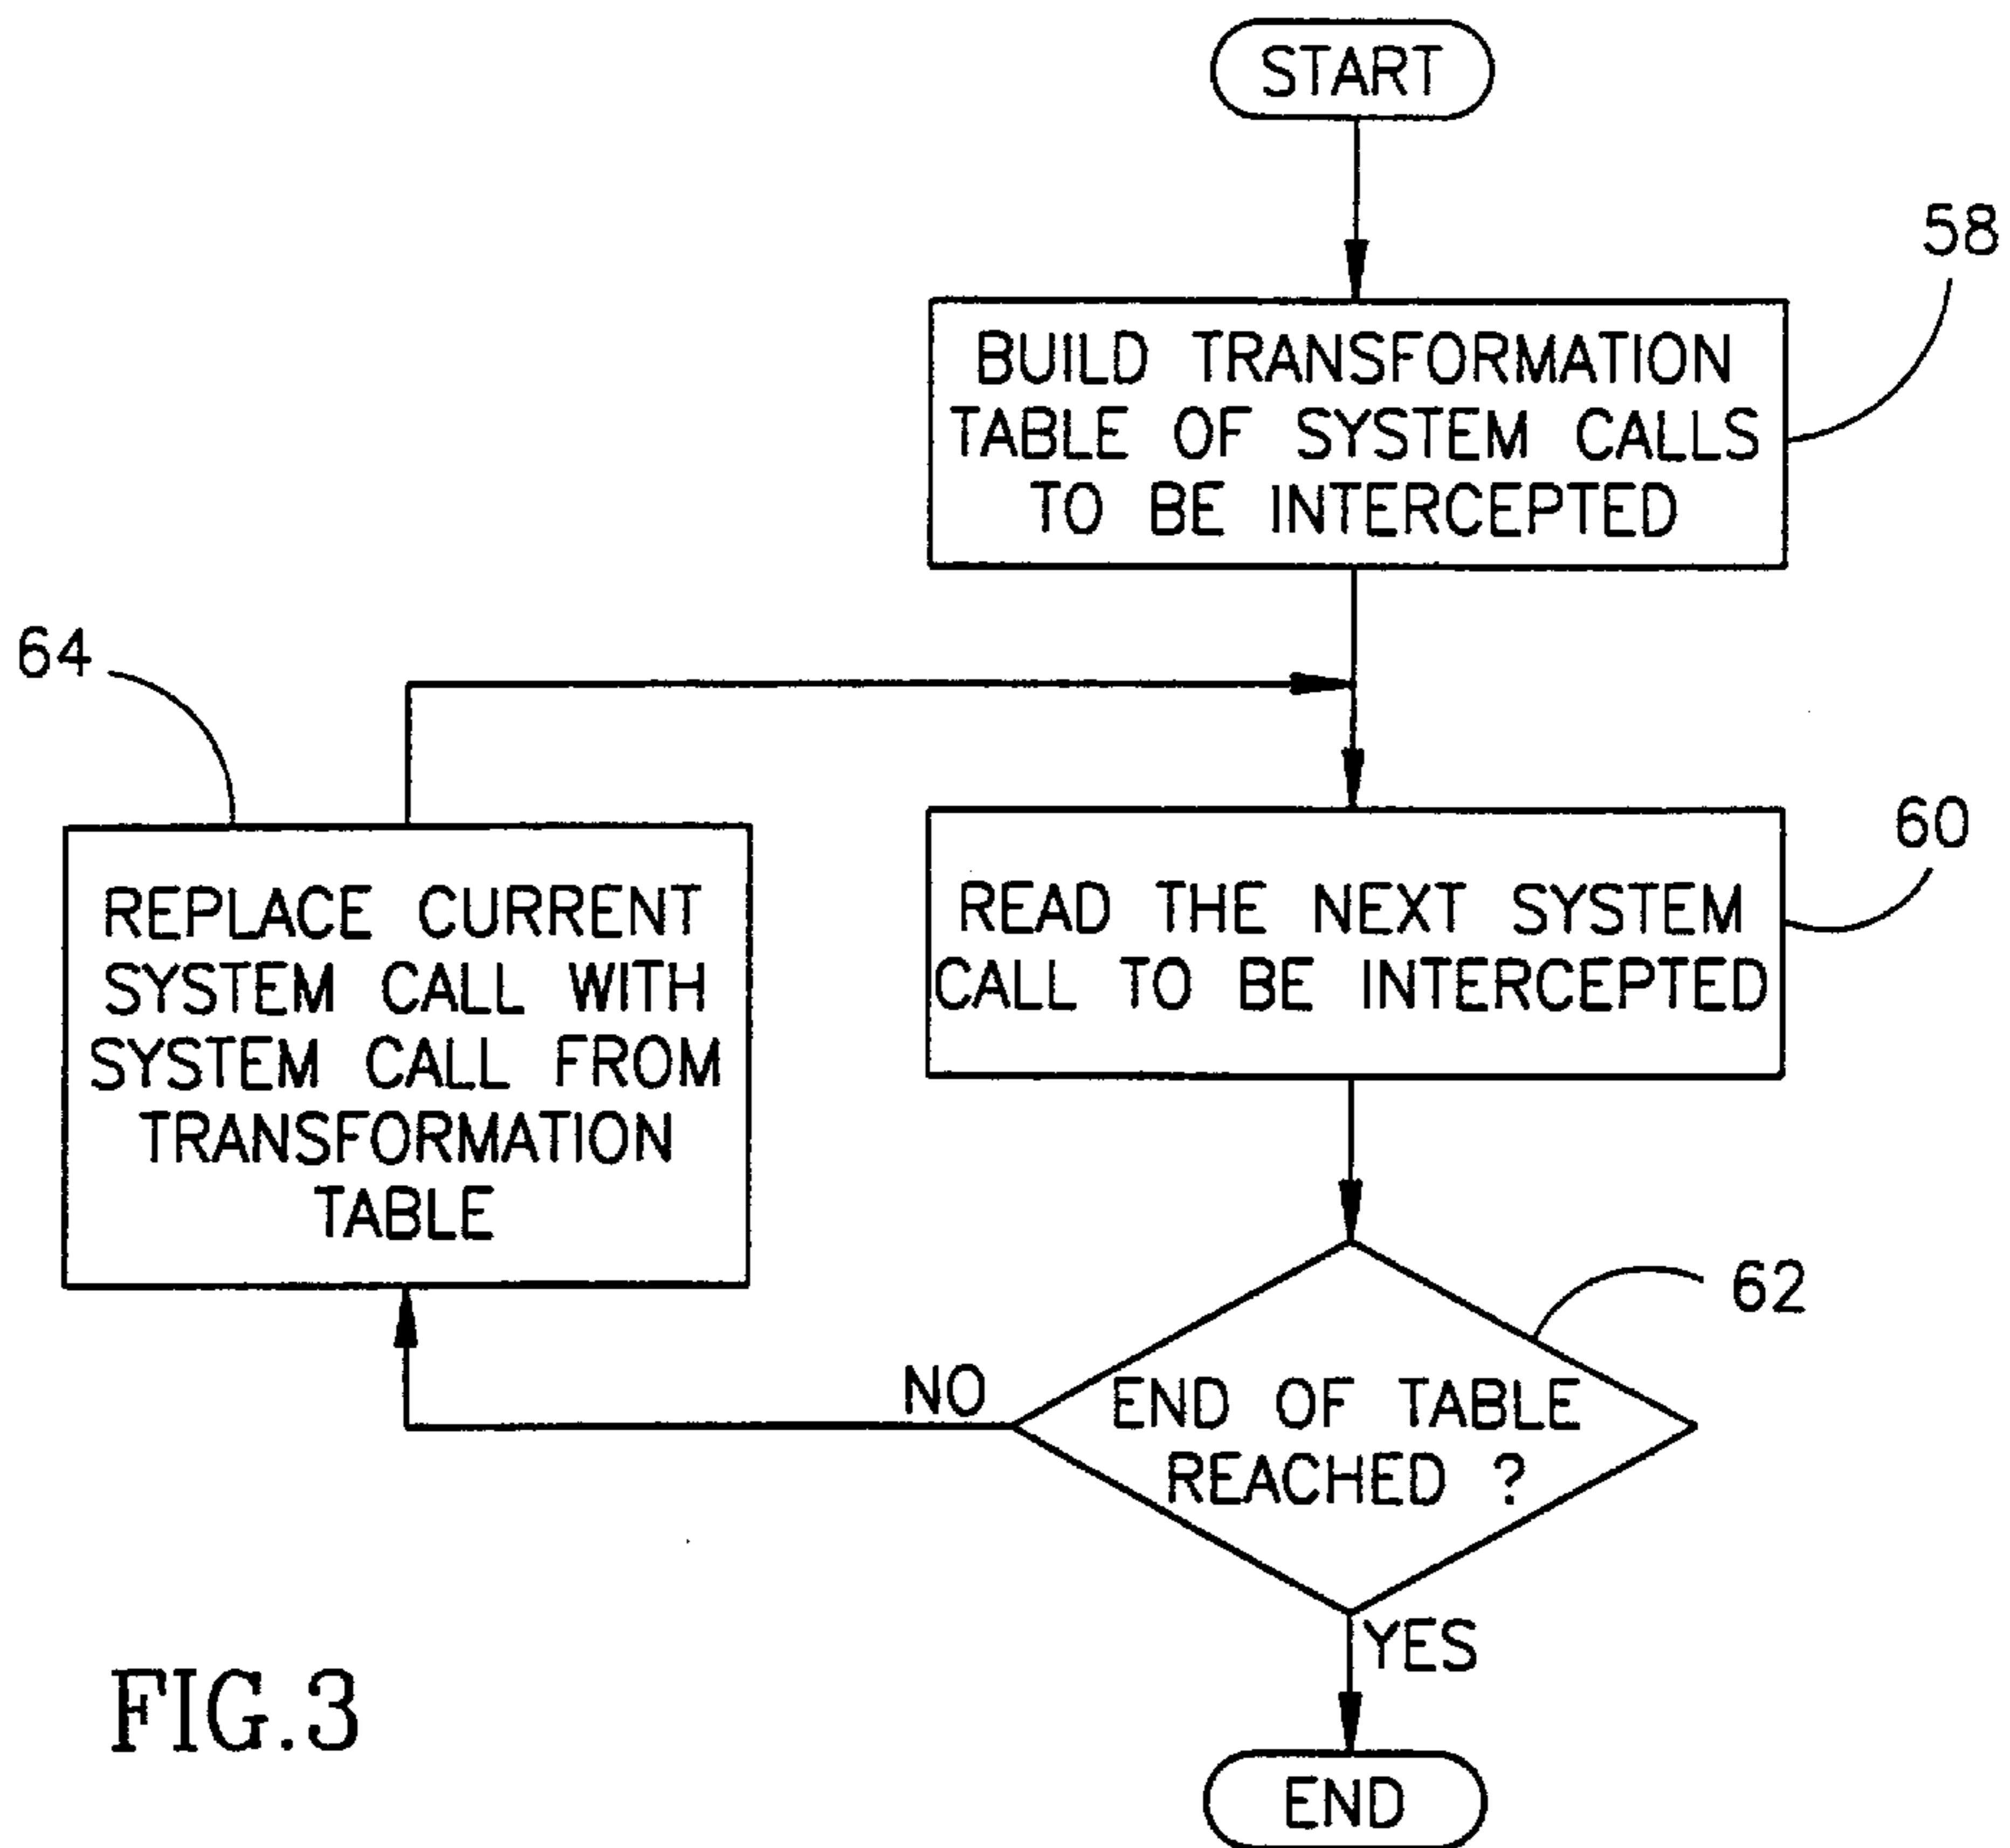 START
58
BUILD TRANSFORMATION
TABLE OF SYSTEM CALLS
TO BE INTERCEPTED
64
60
REPLACE CURRENT
SYSTEM CALL WITH
SYSTEM CALL FROM
TRANSFORMATION
TABLE
READ THE NEXT SYSTEM
CALL TO BE INTERCEPTED
62
NO
END OF TABLE
REACHED ?
YES
FIG.3
END